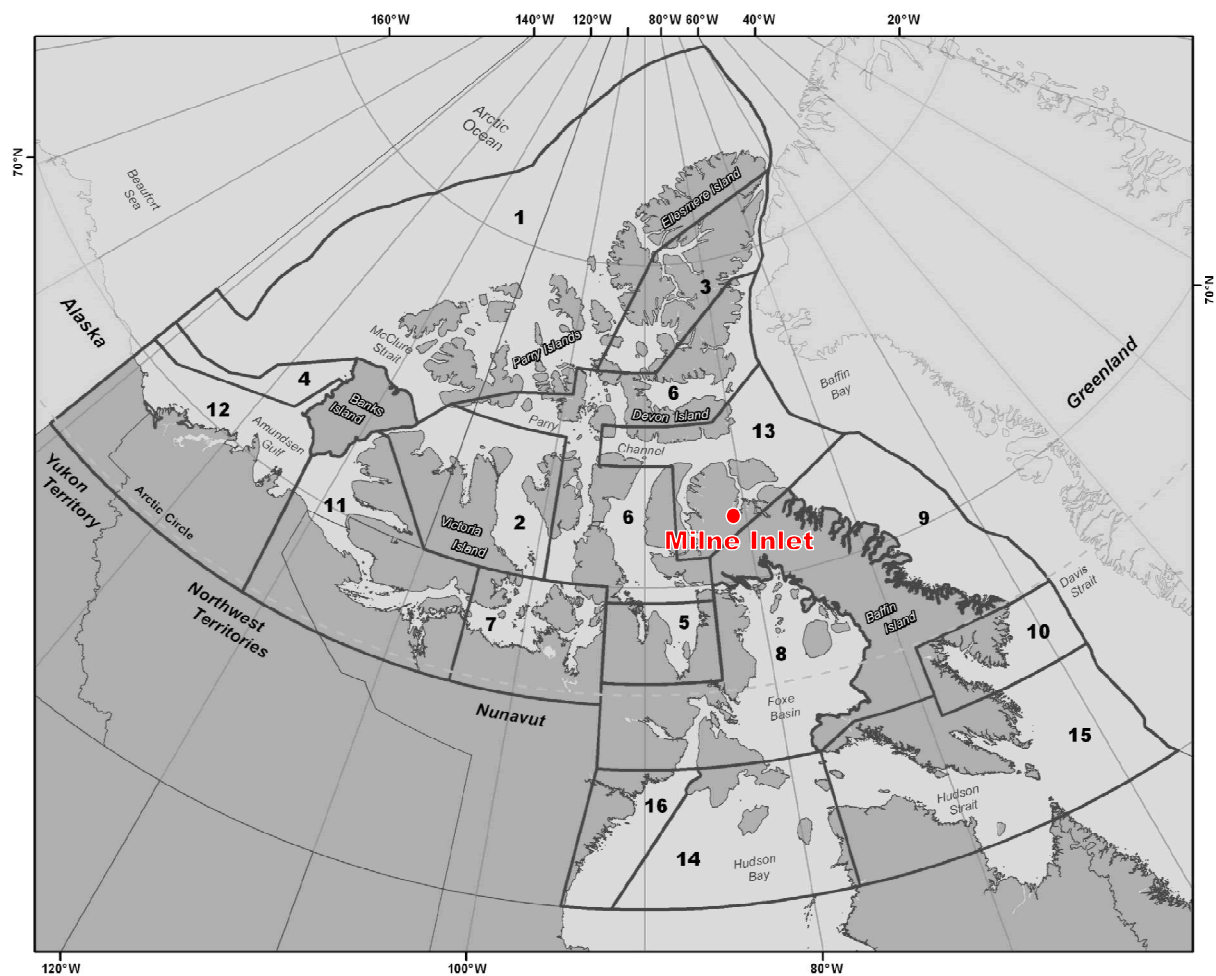 160°W
140°W
120°W
80°W
60°W
40°W
20°W
70°N
70°N
Arctic
Ocean
Beaufort
Sea
1
Ellesmere Island
3
Alaska
McClure
Strait
Parry Islands
Baffin
Bay
Greenland
4
12
Banks
Island
6
Devon Island
Amundsen
Gulf
Parry
Channel
13
Yukon
Territory
Arctic Circle
11
Victoria
Island
2
6
Milne Inlet
9
Davis
Strait
Northwest
Territories
7
5
8
Baffin
Island
10
Nunavut
Foxe
Basin
15
16
Hudson
Strait
14
Hudson
Bay
120°W
100°W
80°W